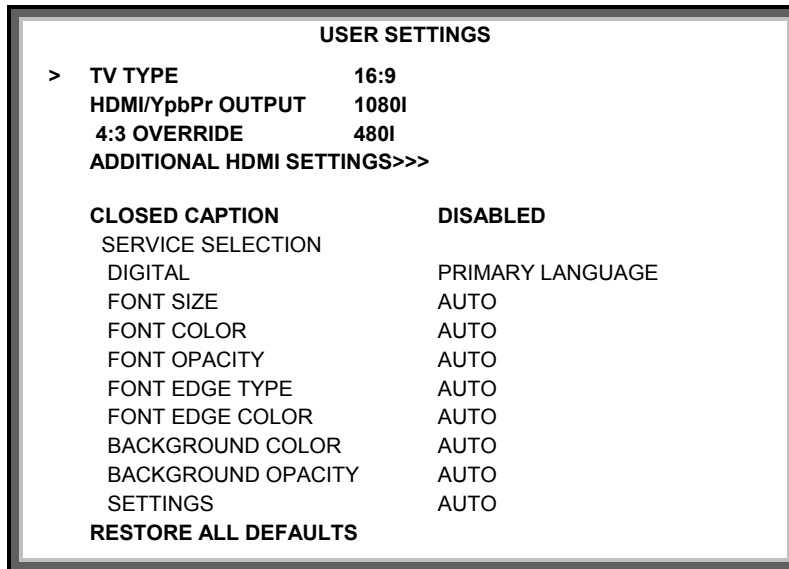 USER SETTINGS
> TV TYPE 16:9
HDMI/YpbPr OUTPUT 1080I
4:3 OVERRIDE 480I
ADDITIONAL HDMI SETTINGS>>>
CLOSED CAPTION DISABLED
SERVICE SELECTION
DIGITAL PRIMARY LANGUAGE
FONT SIZE AUTO
FONT COLOR AUTO
FONT OPACITY AUTO
FONT EDGE TYPE AUTO
FONT EDGE COLOR AUTO
BACKGROUND COLOR AUTO
BACKGROUND OPACITY AUTO
SETTINGS AUTO
RESTORE ALL DEFAULTS